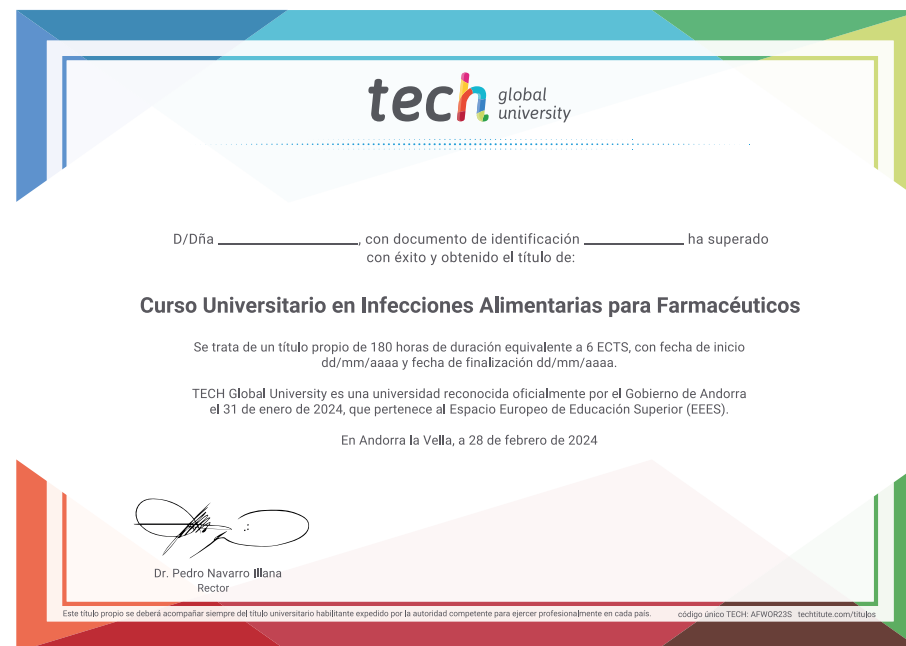 tech global university
D/Dña ______________, con documento de identificación ____________ ha superado
con éxito y obtenido el título de:
Curso Universitario en Infecciones Alimentarias para Farmacéuticos
Se trata de un título propio de 180 horas de duración equivalente a 6 ECTS, con fecha de inicio
dd/mm/aaaa y fecha de finalización dd/mm/aaaa.
TECH Global University es una universidad reconocida oficialmente por el Gobierno de Andorra
el 31 de enero de 2024, que pertenece al Espacio Europeo de Educación Superior (EEES).
En Andorra la Vella, a 28 de febrero de 2024
Dr. Pedro Navarro Illana
Rector
Este título propio se deberá acompañar siempre del título universitario habilitante expedido por la autoridad competente para ejercer profesionalmente en cada país. código único TECH: AFWOR23S techtitute.com/titulos